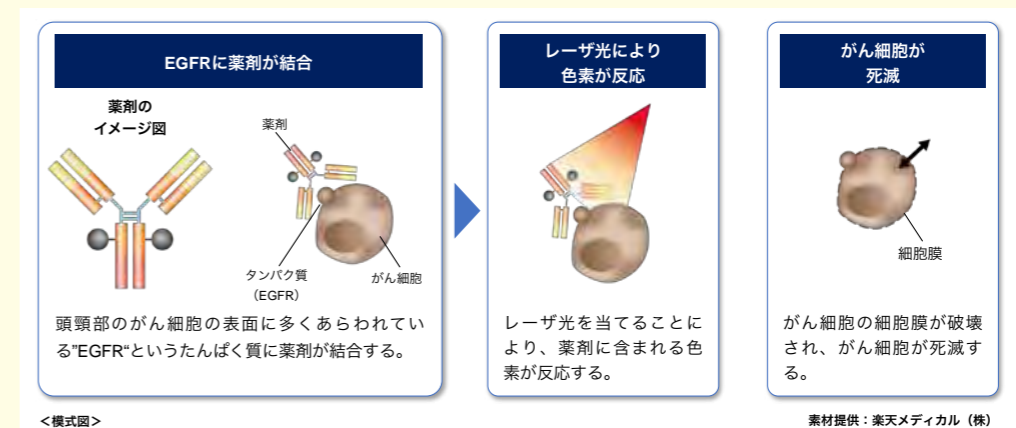 EGFRに薬剤が結合
薬剤の
イメージ図
薬剤
タンパク質
(EGFR)
がん細胞
頭頸部のがん細胞の表面に多くあらわれてい
る”EGFR“というたんぱく質に薬剤が結合する。
レーザ光により
色素が反応
レーザ光を当てることに
より、薬剤に含まれる色
素が反応する。
がん細胞が
死滅
細胞膜
がん細胞の細胞膜が破壊
され、がん細胞が死滅す
る。
＜模式図＞
素材提供：楽天メディカル（株）